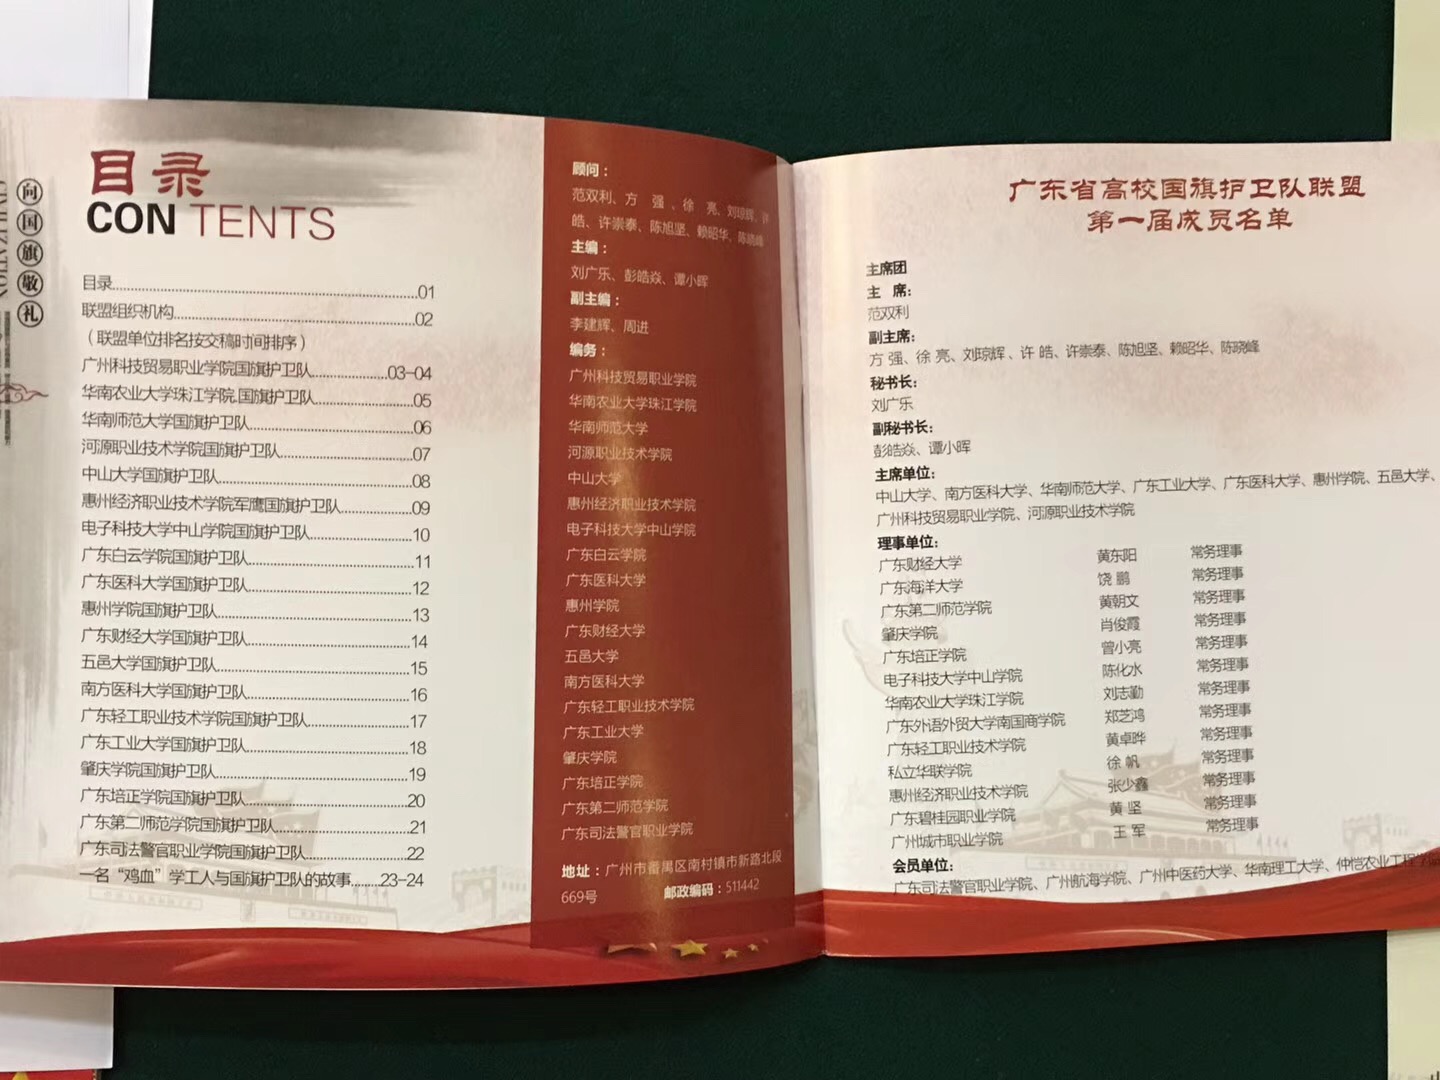 向国旗敬礼
CIVILIZATION
目录
CONTENTS
目录......01
联盟组织机构......02
（联盟单位排名按交稿时间排序）
广州科技贸易职业学院国旗护卫队......03-04
华南农业大学珠江学院.国旗护卫队......05
华南师范大学国旗护卫队......06
河源职业技术学院国旗护卫队......07
中山大学国旗护卫队......08
惠州经济职业技术学院军鹰国旗护卫队......09
电子科技大学中山学院国旗护卫队......10
广东白云学院国旗护卫队......11
广东医科大学国旗护卫队......12
惠州学院国旗护卫队......13
广东财经大学国旗护卫队......14
五邑大学国旗护卫队......15
南方医科大学国旗护卫队......16
广东轻工职业技术学院国旗护卫队......17
广东工业大学国旗护卫队......18
肇庆学院国旗护卫队......19
广东培正学院国旗护卫队......20
广东第二师范学院国旗护卫队......21
广东司法警官职业学院国旗护卫队......22
一名“鸡血”学工人与国旗护卫队的故事......23-24
顾问：
范双利、方 强、徐 亮、刘琼辉、许
皓、许崇泰、陈旭坚、赖昭华、陈晓峰
主编：
刘广乐、彭皓焱、谭小晖
副主编：
李建辉、周进
编务：
广州科技贸易职业学院
华南农业大学珠江学院
华南师范大学
河源职业技术学院
中山大学
惠州经济职业技术学院
电子科技大学中山学院
广东白云学院
广东医科大学
惠州学院
广东财经大学
五邑大学
南方医科大学
广东轻工职业技术学院
广东工业大学
肇庆学院
广东培正学院
广东第二师范学院
广东司法警官职业学院
地址：广州市番禺区南村镇市新路北段
669号 邮政编码：511442
广东省高校国旗护卫队联盟
第一届成员名单
主席团
主 席：
范双利
副主席：
方 强、徐 亮、刘琼辉、许 皓、许崇泰、陈旭坚、赖昭华、陈晓峰
秘书长：
刘广乐
副秘书长：
彭皓焱、谭小晖
主席单位：
中山大学、南方医科大学、华南师范大学、广东工业大学、广东医科大学、惠州学院、五邑大学、
广州科技贸易职业学院、河源职业技术学院
理事单位：
广东财经大学 黄东阳 常务理事
广东海洋大学 饶 鹏 常务理事
广东第二师范学院 黄朝文 常务理事
肇庆学院 肖俊霞 常务理事
广东培正学院 曾小亮 常务理事
电子科技大学中山学院 陈化水 常务理事
华南农业大学珠江学院 刘志勤 常务理事
广东外语外贸大学南国商学院 郑芝鸿 常务理事
广东轻工职业技术学院 黄卓晔 常务理事
私立华联学院 徐 帆 常务理事
惠州经济职业技术学院 张少鑫 常务理事
广东碧桂园职业学院 黄 坚 常务理事
广州城市职业学院 王 军 常务理事
会员单位：
广东司法警官职业学院、广州航海学院、广州中医药大学、华南理工大学、仲恺农业工程学